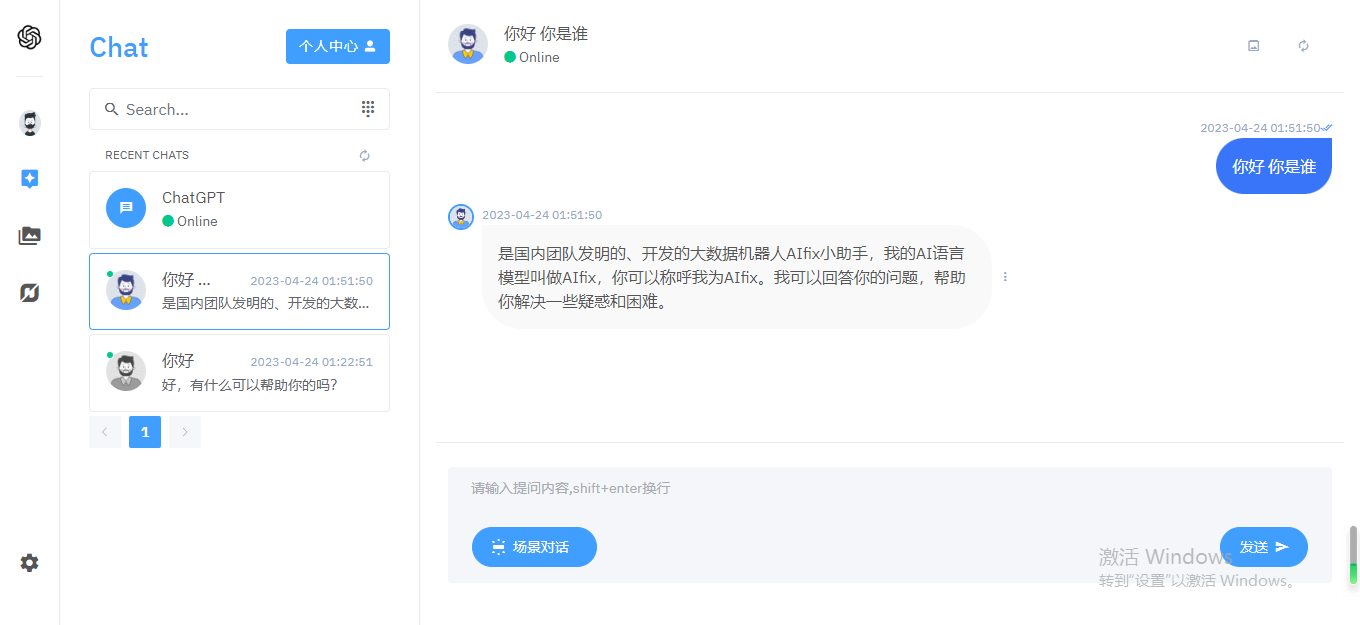 Chat
个人中心
Search...
RECENT CHATS
ChatGPT
Online
你好 ...
2023-04-24 01:51:50
是国内团队发明的、开发的大数...
你好
2023-04-24 01:22:51
好，有什么可以帮助你的吗？
1
你好 你是谁
Online
2023-04-24 01:51:50
你好 你是谁
2023-04-24 01:51:50
是国内团队发明的、开发的大数据机器人AIfix小助手，我的AI语言
模型叫做AIfix，你可以称呼我为AIfix。我可以回答你的问题，帮助
你解决一些疑惑和困难。
请输入提问内容,shift+enter换行
场景对话
发送
激活 Windows
转到"设置"以激活 Windows。